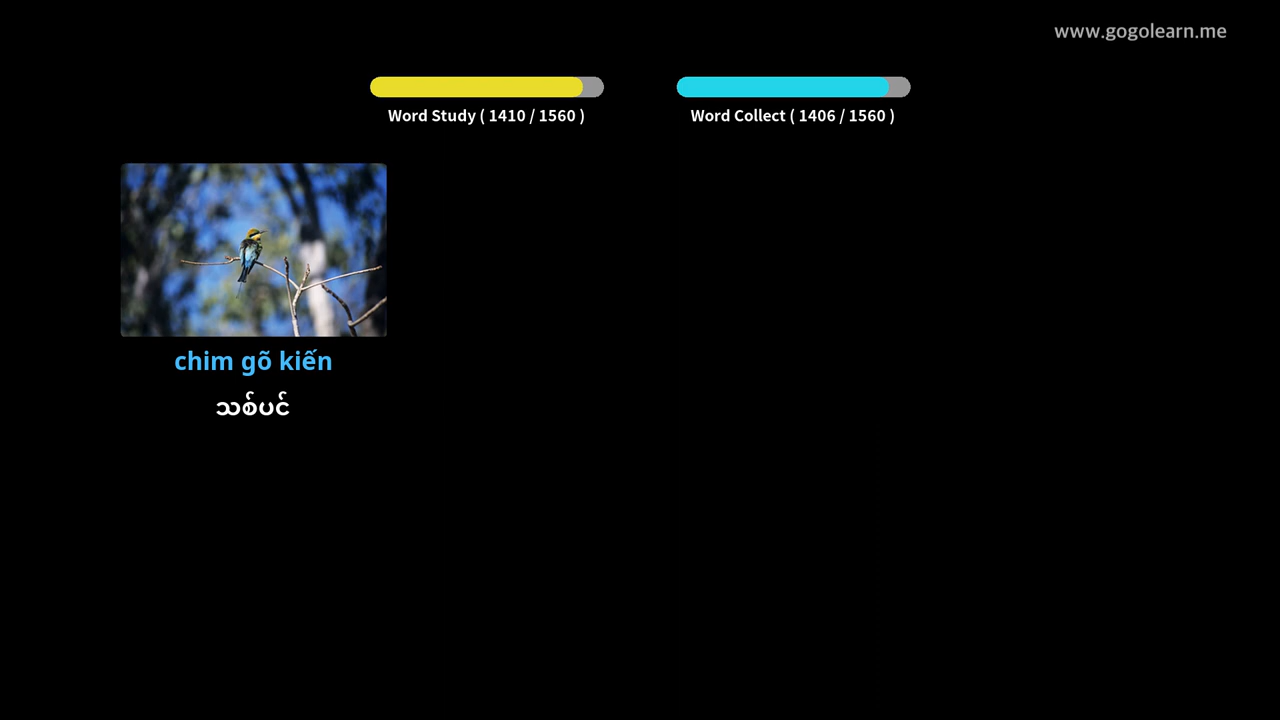 www.gogolearn.me
Word Study ( 1410 / 1560 )
Word Collect ( 1406 / 1560 )
chim gõ kiến
သစ်ပင်